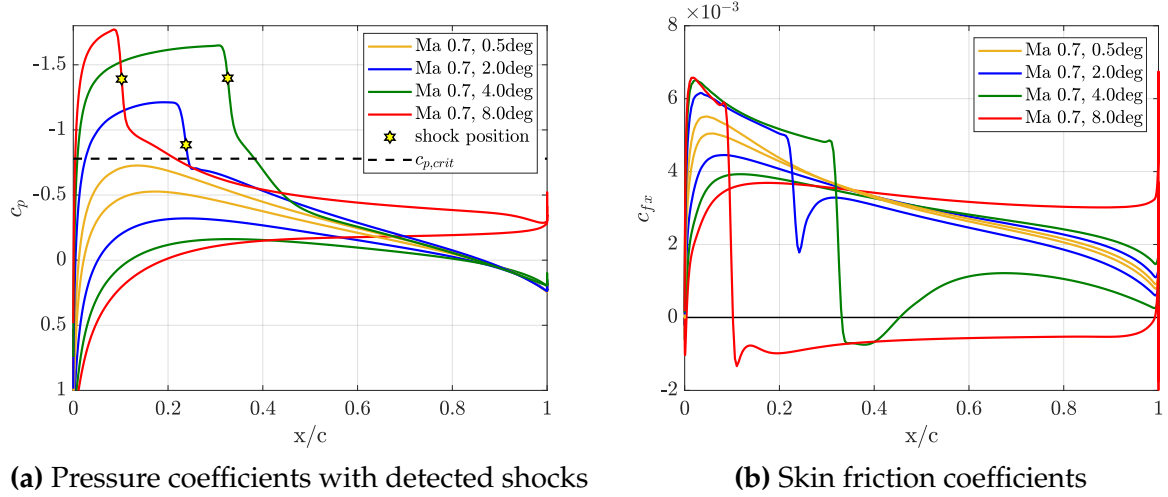 -1.5
-1
-0.5
0
0.5
1
c_p
0
0.2
0.4
0.6
0.8
1
x/c
Ma 0.7, 0.5deg
Ma 0.7, 2.0deg
Ma 0.7, 4.0deg
Ma 0.7, 8.0deg
shock position
c_{p,crit}
×10^{-3}
8
6
4
2
0
-2
c_{fx}
0
0.2
0.4
0.6
0.8
1
x/c
Ma 0.7, 0.5deg
Ma 0.7, 2.0deg
Ma 0.7, 4.0deg
Ma 0.7, 8.0deg
(a) Pressure coefficients with detected shocks
(b) Skin friction coefficients